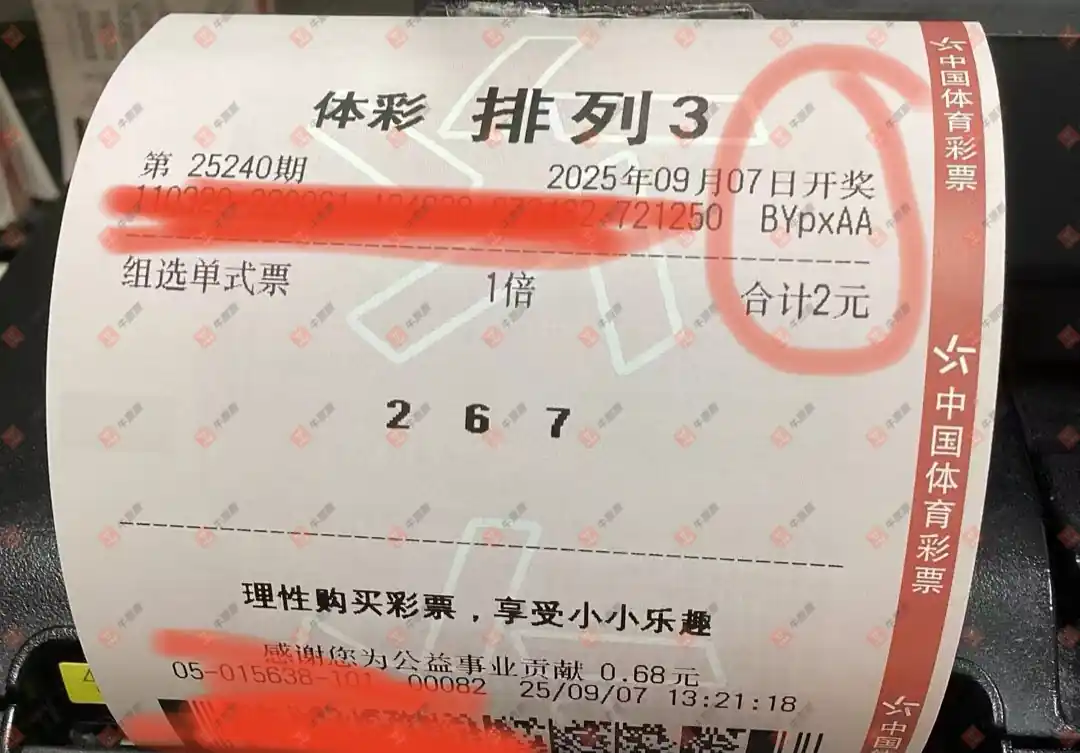 体彩 排列3
第 25240期 2025年09月07日开奖
721250 BYpxAA
组选单式票 1倍 合计2元
2 6 7
理性购买彩票，享受小小乐趣
感谢您为公益事业贡献 0.68元
05-015638-101 00082 25/09/07 13:21:18
中国体育彩票
中国体育彩票
中国体